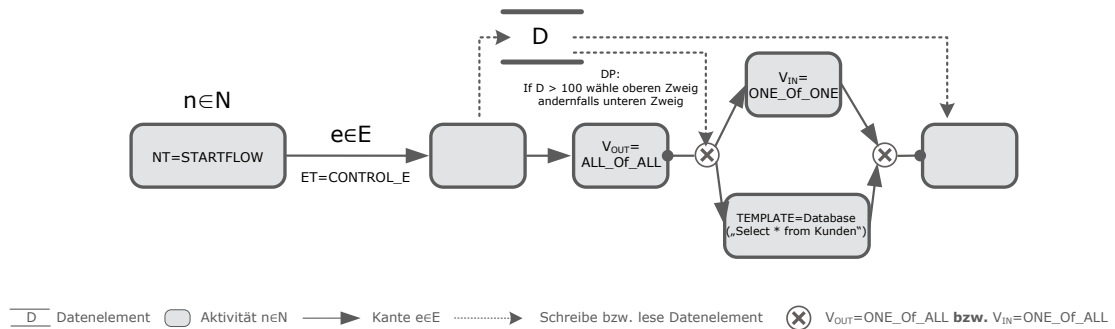 D
DP:
If D > 100 wähle oberen Zweig
andernfalls unteren Zweig
n∈N
NT=STARTFLOW
e∈E
ET=CONTROL_E
V_OUT=
ALL_Of_ALL
V_IN=
ONE_Of_ONE
TEMPLATE=Database
(„Select * from Kunden“)
D Datenelement Aktivität n∈N Kante e∈E Schreibe bzw. lese Datenelement V_OUT=ONE_Of_ALL bzw. V_IN=ONE_Of_ALL